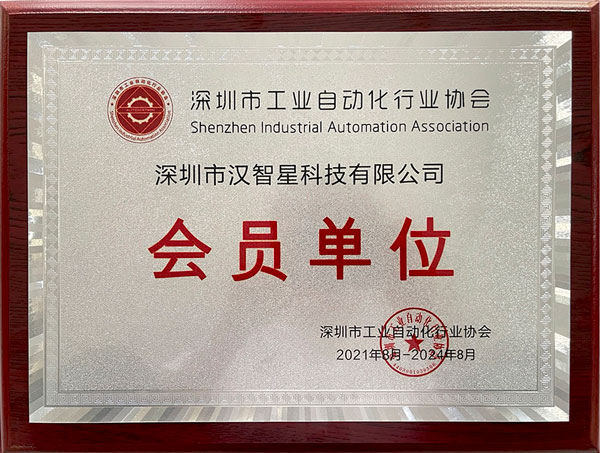 深圳市工业自动化行业协会
Shenzhen Industrial Automation Association
深圳市汉智星科技有限公司
会员单位
深圳市工业自动化行业协会
2021年8月-2024年8月